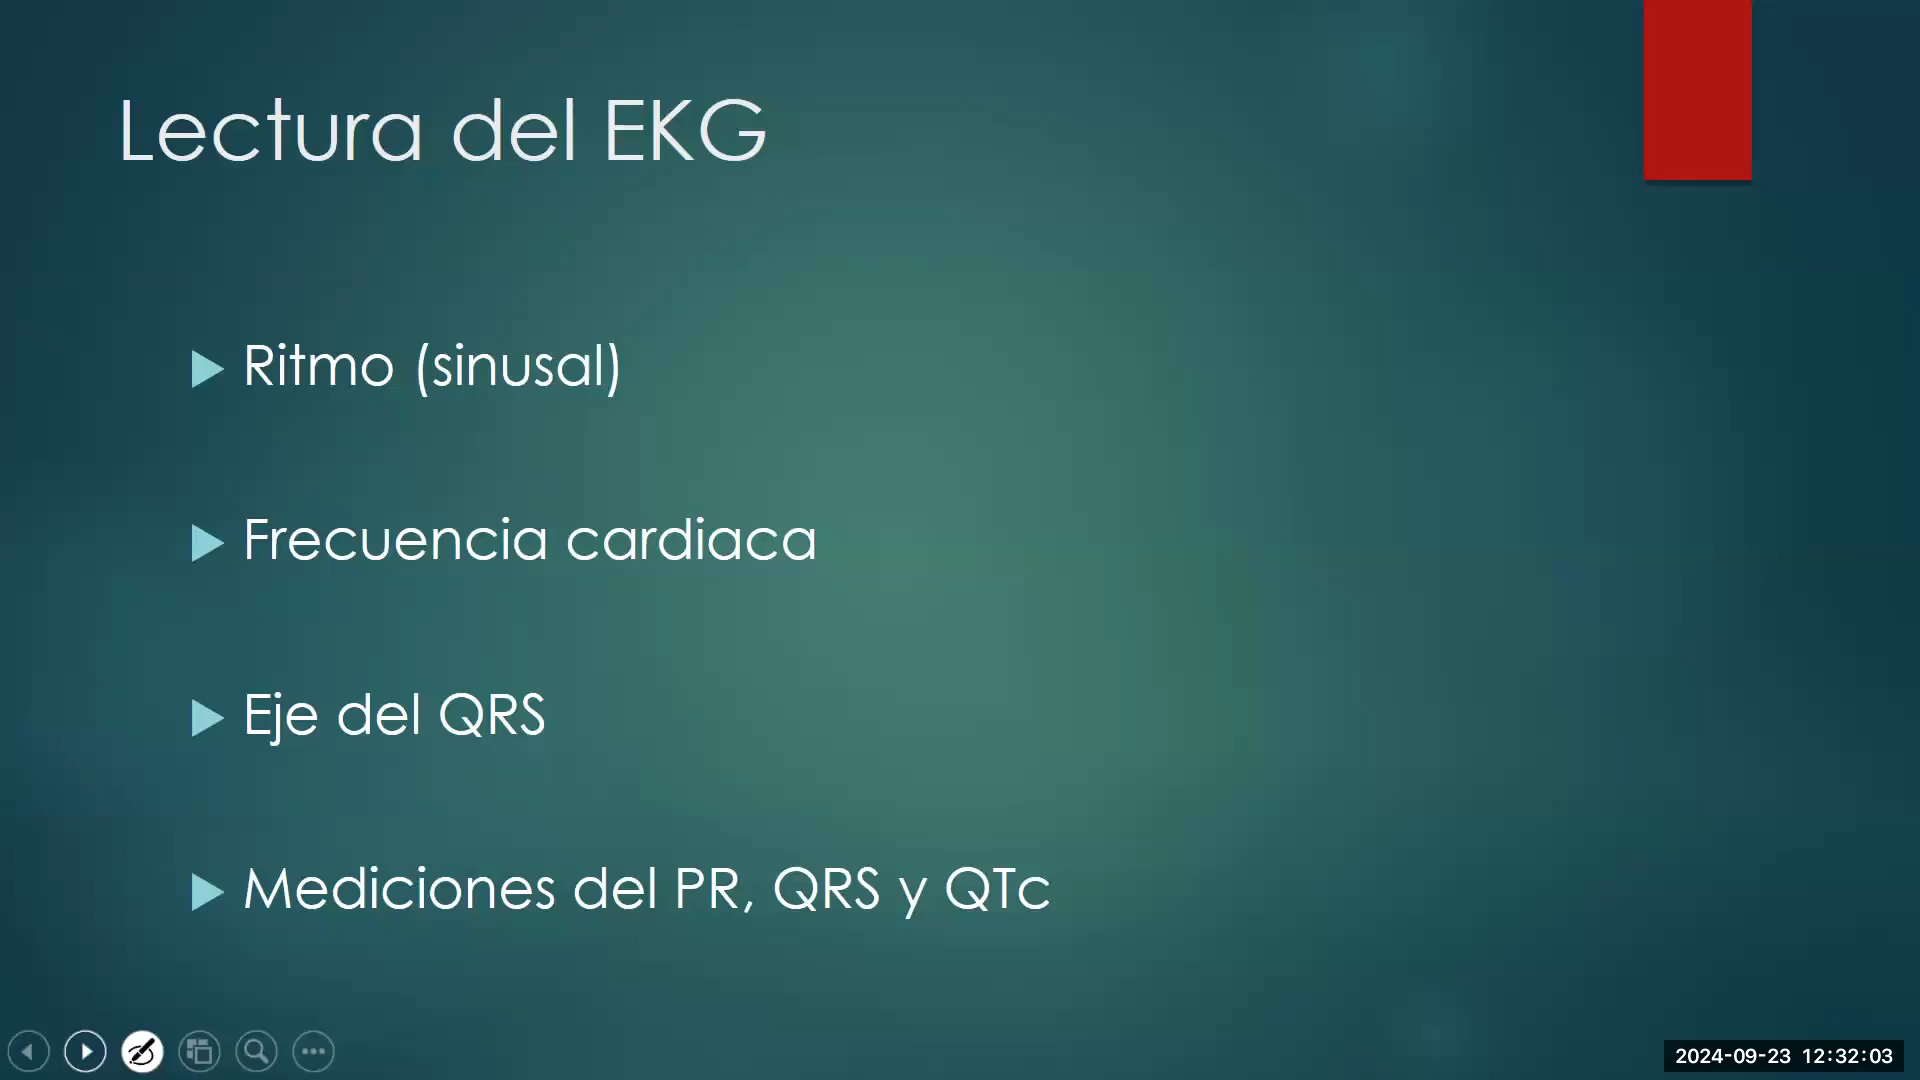 Lectura del EKG
Ritmo (sinusal)
Frecuencia cardiaca
Eje del QRS
Mediciones del PR, QRS y QTc
2024-09-23 12:32:03